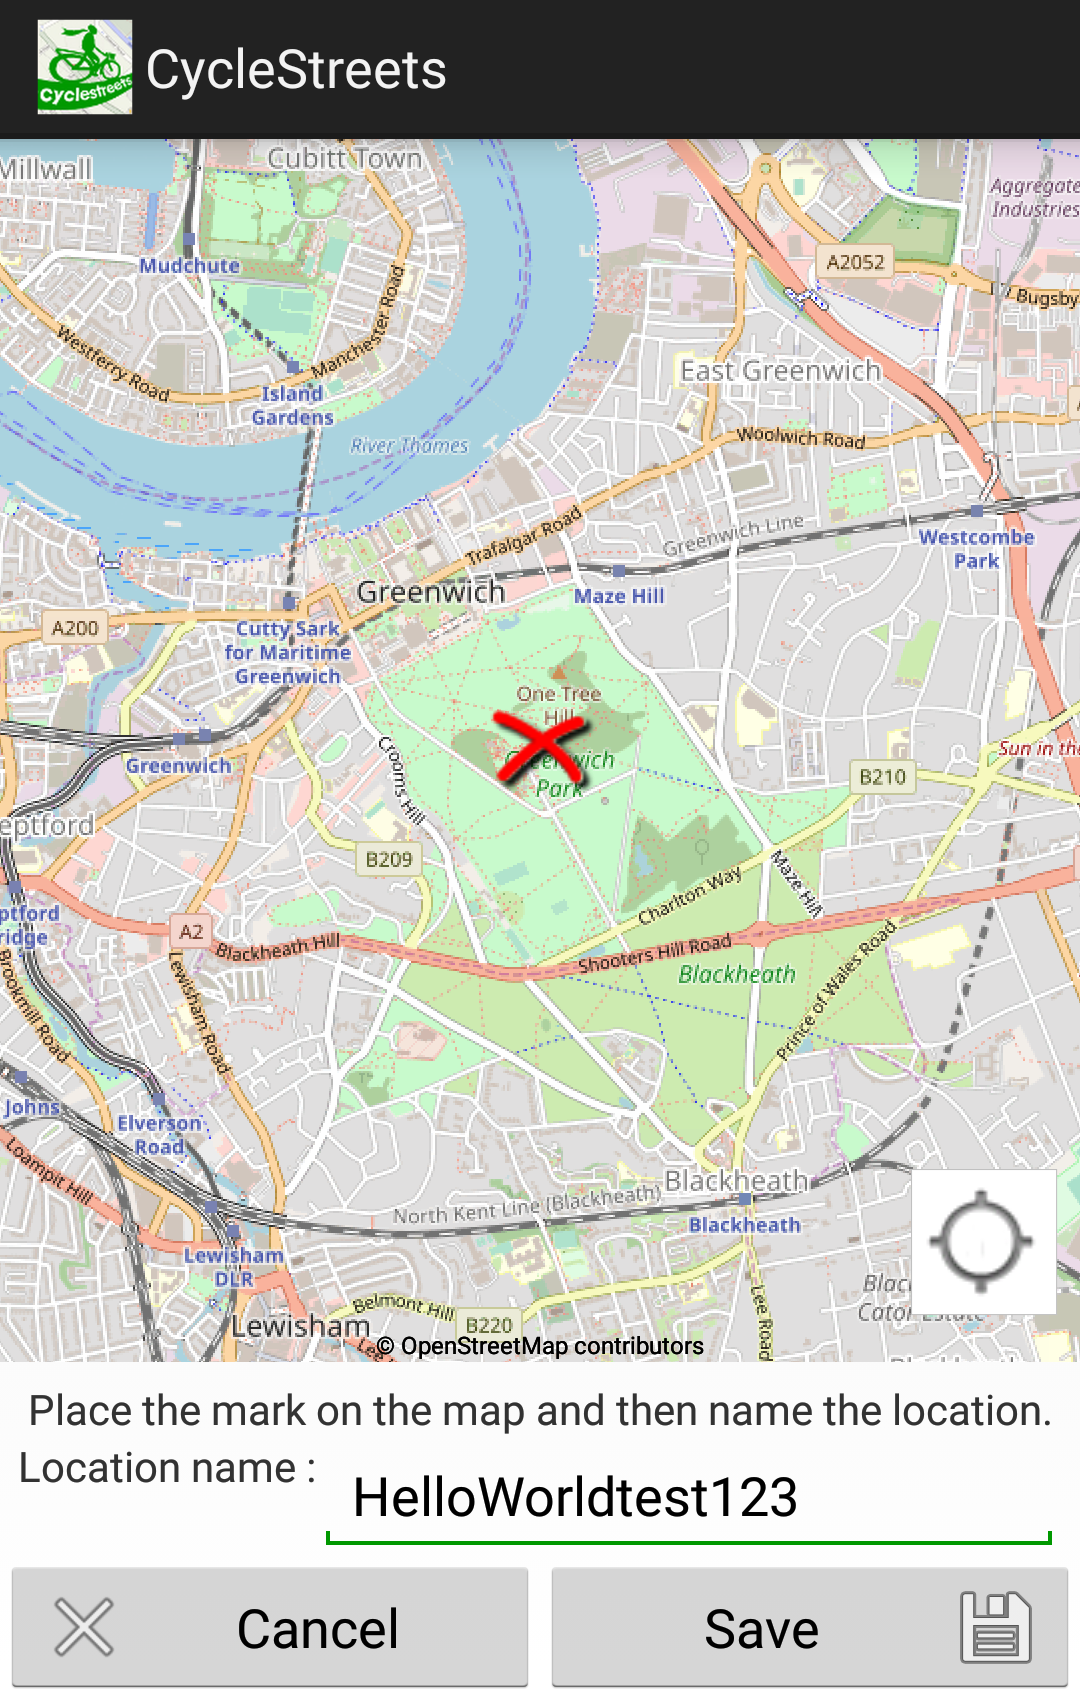 Cyclestreets
CycleStreets
Millwall
Cubitt Town
Aggregate
Industries
Mudchute
A2052
Bugsby
Manchester Road
Westferry Road
Island
Gardens
East Greenwich
River Thames
Woolwich Road
Trafalgar Road
Greenwich Line
Westcombe
Park
Greenwich
Maze Hill
A200
Cutty Sark
for Maritime
Greenwich
One Tree
Hill
Greenwich
Park
Crooms Hill
Sun in the
Greenwich
B210
eptford
B209
Maze Hill
Charlton Way
ptford
ridge
A2
Blackheath Hill
Shooters Hill Road
Blackheath
Brookmill Road
Lewisham Road
Prince of Wales Road
Johns
Elverson
Road
Loampit Hill
Blackheath
North Kent Line (Blackheath)
Blackheath
Lewisham
DLR
Belmont Hill
B220
Lee Road
Lewisham
© OpenStreetMap contributors
Place the mark on the map and then name the location.
Location name :
HelloWorldtest123
Cancel
Save